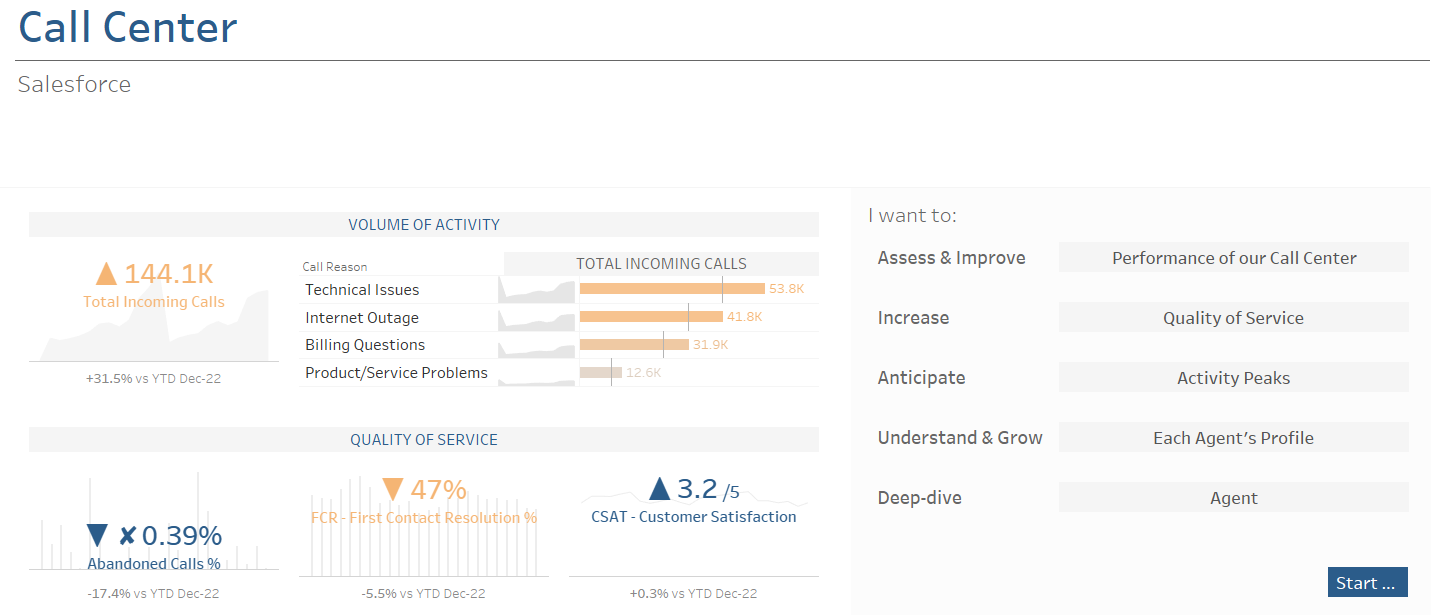 Call Center
Salesforce
VOLUME OF ACTIVITY
▲ 144.1K
Total Incoming Calls
+31.5% vs YTD Dec-22
Call Reason
TOTAL INCOMING CALLS
Technical Issues 53.8K
Internet Outage 41.8K
Billing Questions 31.9K
Product/Service Problems 12.6K
QUALITY OF SERVICE
▼ ✘ 0.39%
Abandoned Calls %
-17.4% vs YTD Dec-22
▼ 47%
FCR - First Contact Resolution %
-5.5% vs YTD Dec-22
▲ 3.2 /5
CSAT - Customer Satisfaction
+0.3% vs YTD Dec-22
I want to:
Assess & Improve Performance of our Call Center
Increase Quality of Service
Anticipate Activity Peaks
Understand & Grow Each Agent's Profile
Deep-dive Agent
Start ...